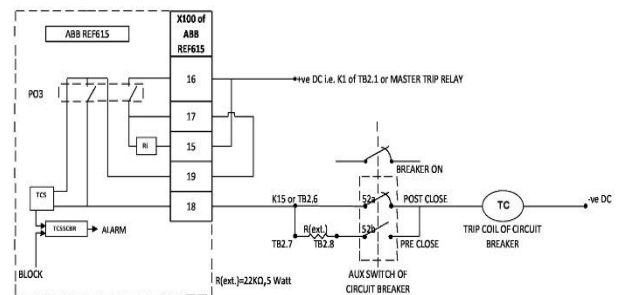 X100 of
ABB
REF615
ABB REF615
16
+ve DC i.e. K1 of TB2.1 or MASTER TRIP RELAY
PO3
17
Ri
15
BREAKER ON
19
TCS
18
K15 or TB2.6
52a
POST CLOSE
TC
-ve DC
TCSSCBR
ALARM
R(ext.)
52b
TRIP COIL OF CIRCUIT
BREAKER
TB2.7
TB2.8
PRE CLOSE
BLOCK
R(ext.)=22KΩ,5 Watt
AUX SWITCH OF
CIRCUIT BREAKER